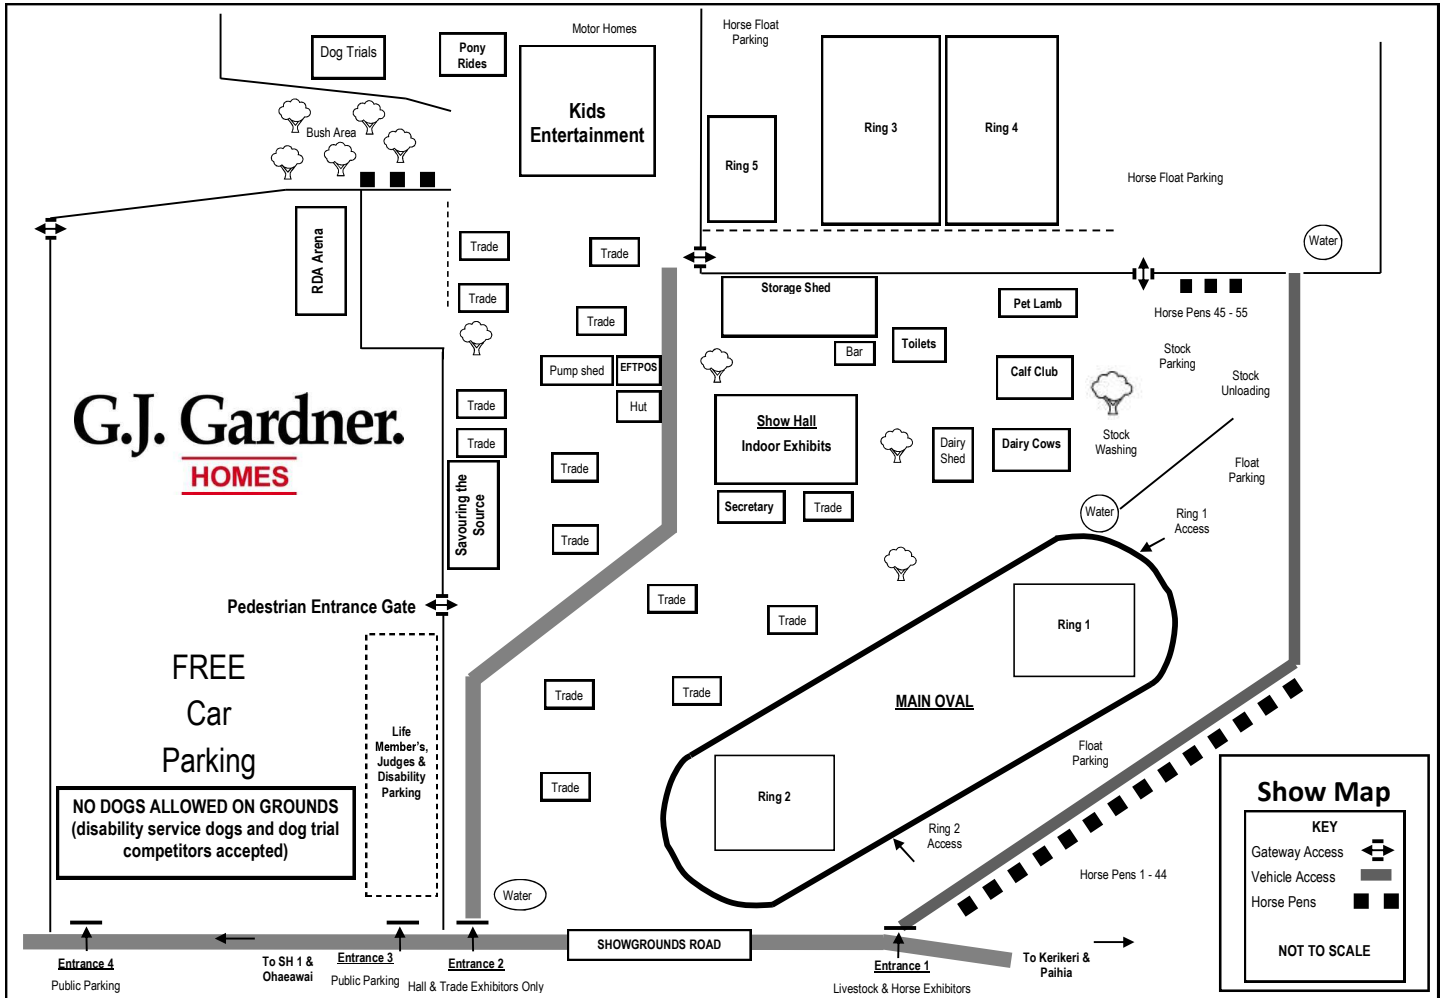 Motor Homes
Horse Float
Parking
Dog Trials
Pony
Rides
Kids
Entertainment
Bush Area
Ring 5
Ring 3
Ring 4
Horse Float Parking
Water
RDA Arena
Trade
Trade
Trade
Trade
Storage Shed
Pet Lamb
Horse Pens 45 - 55
Bar
Toilets
Stock
Parking
Pump shed
EFTPOS
Hut
Calf Club
Stock
Unloading
G.J. Gardner.
HOMES
Trade
Trade
Show Hall
Indoor Exhibits
Dairy
Shed
Dairy Cows
Stock
Washing
Float
Parking
Savouring the
Source
Trade
Secretary
Trade
Water
Ring 1
Access
Trade
Pedestrian Entrance Gate
Trade
Trade
Ring 1
FREE
Car
Parking
Trade
Trade
MAIN OVAL
Life
Member's,
Judges &
Disability
Parking
Float
Parking
Trade
Ring 2
NO DOGS ALLOWED ON GROUNDS
(disability service dogs and dog trial
competitors accepted)
Ring 2
Access
Water
Horse Pens 1 - 44
Show Map
KEY
Gateway Access
Vehicle Access
Horse Pens
NOT TO SCALE
SHOWGROUNDS ROAD
Entrance 4
Public Parking
To SH 1 &
Ohaeawai
Entrance 3
Public Parking
Entrance 2
Hall & Trade Exhibitors Only
Entrance 1
Livestock & Horse Exhibitors
To Kerikeri &
Paihia